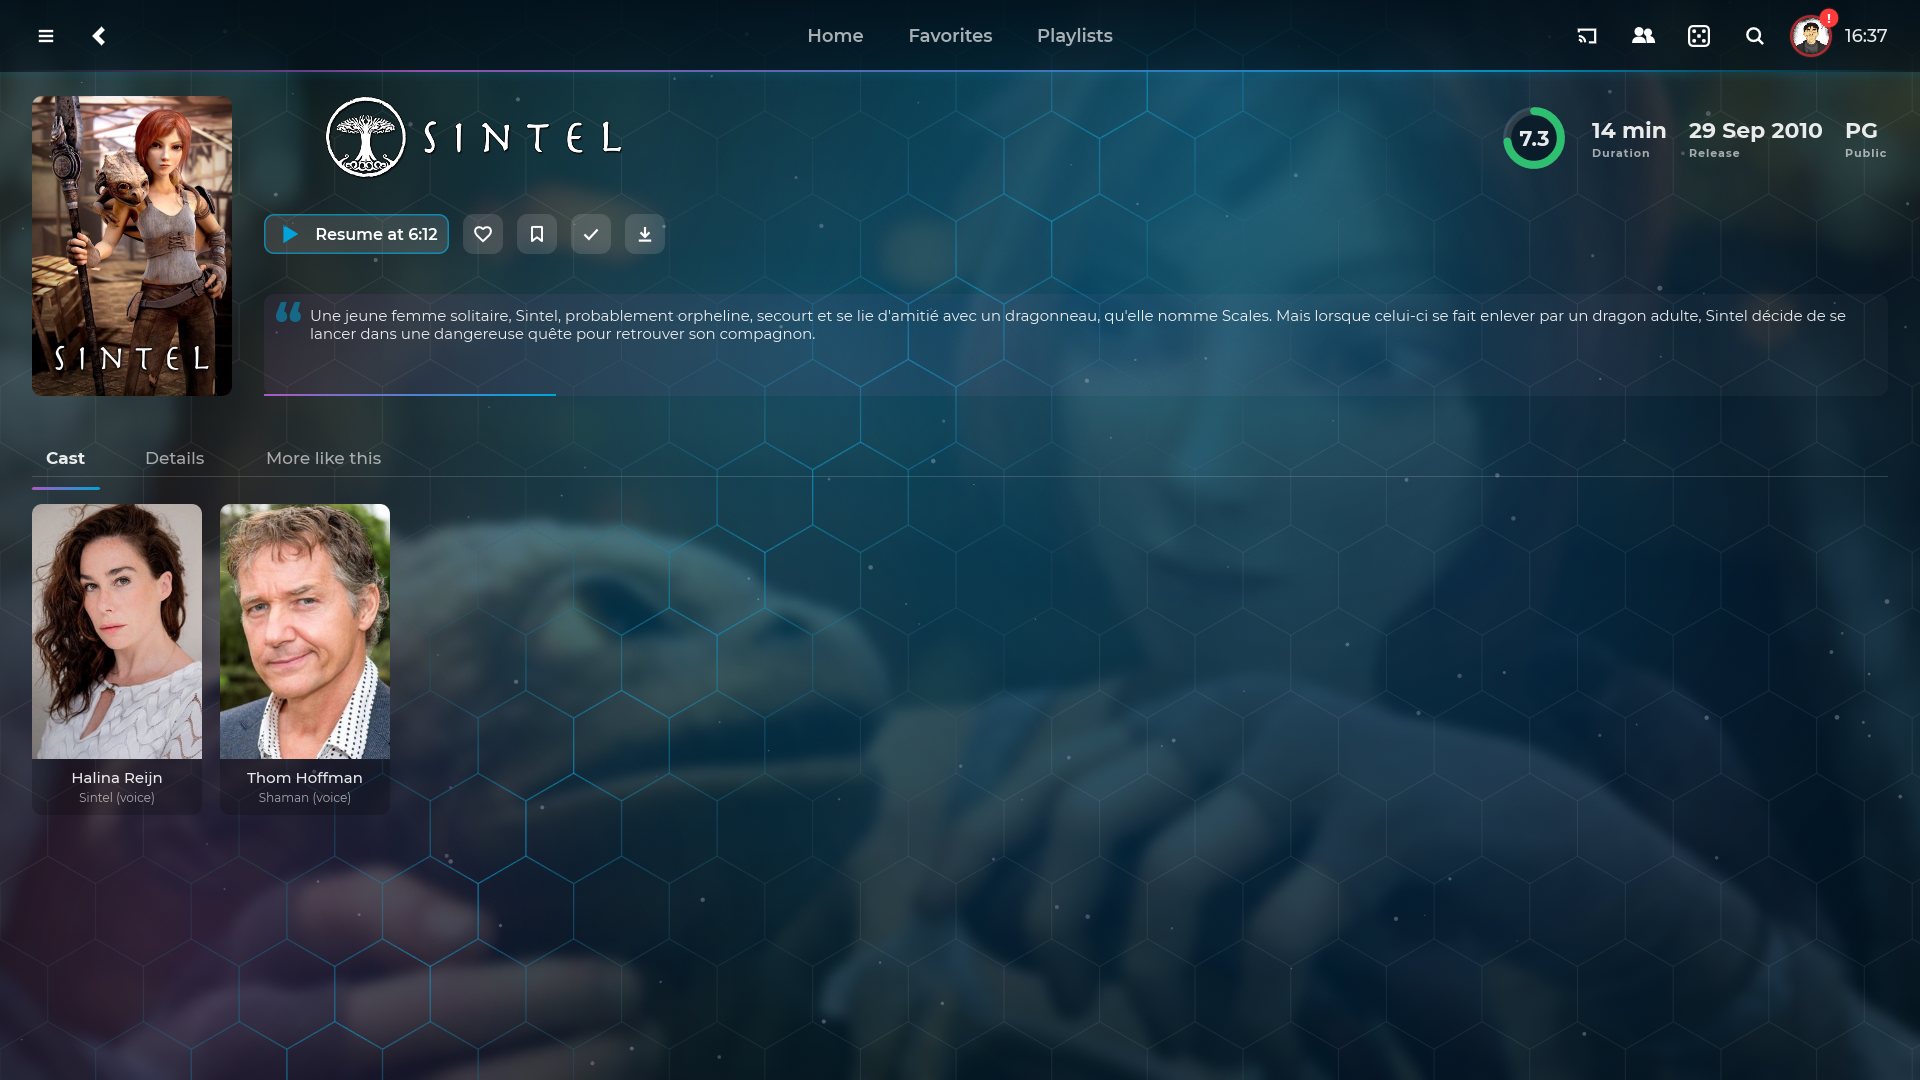 Home
Favorites
Playlists
!
16:37
SINTEL
7.3
14 min
Duration
29 Sep 2010
Release
PG
Public
Resume at 6:12
“
Une jeune femme solitaire, Sintel, probablement orpheline, secourt et se lie d'amitié avec un dragonneau, qu'elle nomme Scales. Mais lorsque celui-ci se fait enlever par un dragon adulte, Sintel décide de se
lancer dans une dangereuse quête pour retrouver son compagnon.
SINTEL
Cast
Details
More like this
Halina Reijn
Sintel (voice)
Thom Hoffman
Shaman (voice)